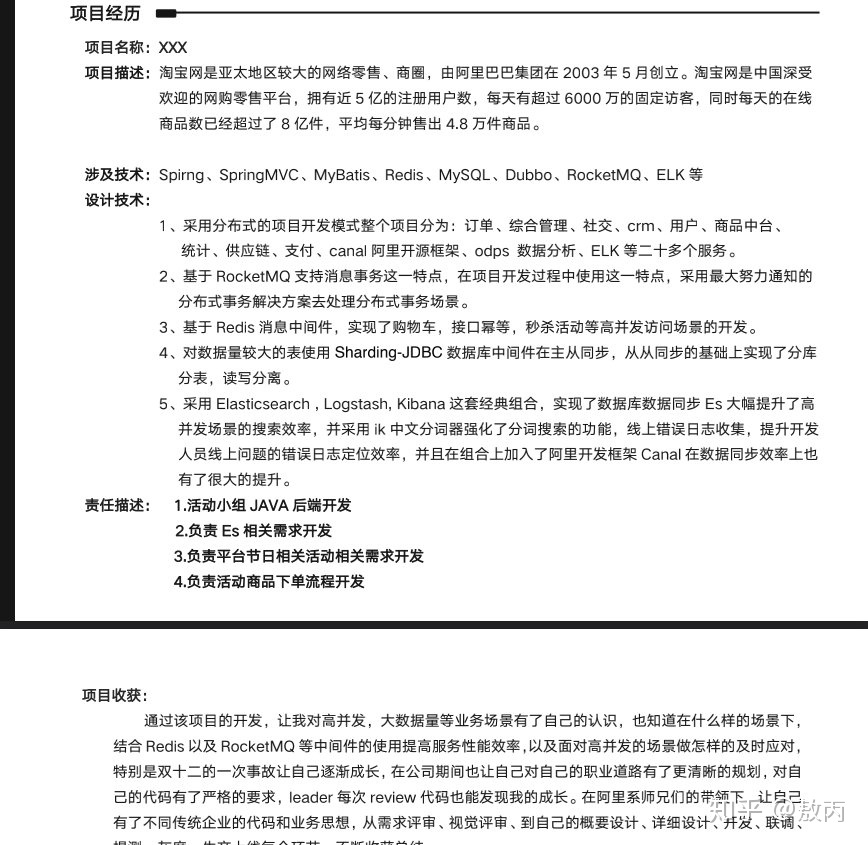 项目经历
项目名称：XXX
项目描述：淘宝网是亚太地区较大的网络零售、商圈，由阿里巴巴集团在 2003 年 5 月创立。淘宝网是中国深受
欢迎的网购零售平台，拥有近 5 亿的注册用户数，每天有超过 6000 万的固定访客，同时每天的在线
商品数已经超过了 8 亿件，平均每分钟售出 4.8 万件商品。
涉及技术：Spirng、SpringMVC、MyBatis、Redis、MySQL、Dubbo、RocketMQ、ELK 等
设计技术：
1、采用分布式的项目开发模式整个项目分为：订单、综合管理、社交、crm、用户、商品中台、
统计、供应链、支付、canal 阿里开源框架、odps 数据分析、ELK 等二十多个服务。
2、基于 RocketMQ 支持消息事务这一特点，在项目开发过程中使用这一特点，采用最大努力通知的
分布式事务解决方案去处理分布式事务场景。
3、基于 Redis 消息中间件，实现了购物车，接口幂等，秒杀活动等高并发访问场景的开发。
4、对数据量较大的表使用 Sharding-JDBC 数据库中间件在主从同步，从从同步的基础上实现了分库
分表，读写分离。
5、采用 Elasticsearch , Logstash, Kibana 这套经典组合，实现了数据库数据同步 Es 大幅提升了高
并发场景的搜索效率，并采用 ik 中文分词器强化了分词搜索的功能，线上错误日志收集，提升开发
人员线上问题的错误日志定位效率，并且在组合上加入了阿里开发框架 Canal 在数据同步效率上也
有了很大的提升。
责任描述： 1.活动小组 JAVA 后端开发
2.负责 Es 相关需求开发
3.负责平台节日相关活动相关需求开发
4.负责活动商品下单流程开发
项目收获：
通过该项目的开发，让我对高并发，大数据量等业务场景有了自己的认识，也知道在什么样的场景下，
结合 Redis 以及 RocketMQ 等中间件的使用提高服务性能效率，以及面对高并发的场景做怎样的及时应对，
特别是双十二的一次事故让自己逐渐成长，在公司期间也让自己对自己的职业道路有了更清晰的规划，对自
己的代码有了严格的要求，leader 每次 review 代码也能发现我的成长。在阿里系师兄们的带领下，让自己
有了不同传统企业的代码和业务思想，从需求评审、视觉评审、到自己的概要设计、详细设计、开发、联调、
知乎 @敖丙